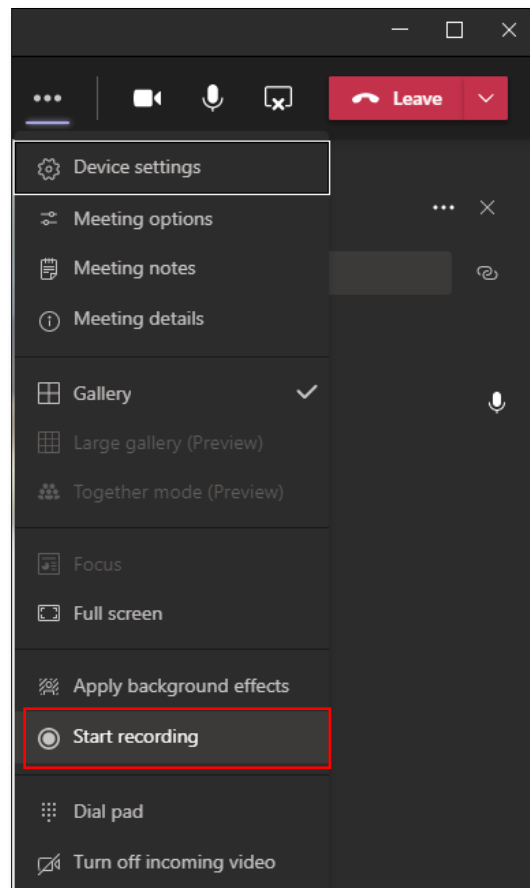 Leave
Device settings
Meeting options
Meeting notes
Meeting details
Gallery
Large gallery (Preview)
Together mode (Preview)
Focus
Full screen
Apply background effects
Start recording
Dial pad
Turn off incoming video